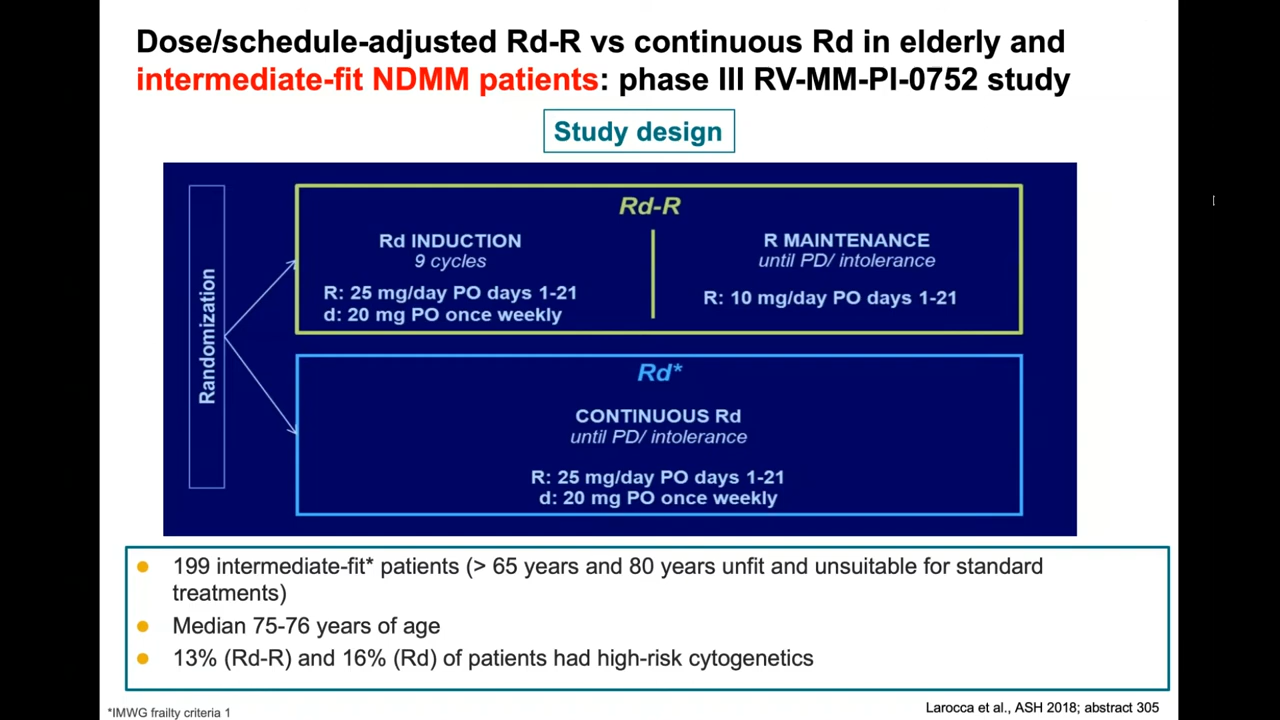 Dose/schedule-adjusted Rd-R vs continuous Rd in elderly and
intermediate-fit NDMM patients: phase III RV-MM-PI-0752 study
Study design
Randomization
Rd-R
Rd INDUCTION
9 cycles
R: 25 mg/day PO days 1-21
d: 20 mg PO once weekly
R MAINTENANCE
until PD/ intolerance
R: 10 mg/day PO days 1-21
Rd*
CONTINUOUS Rd
until PD/ intolerance
R: 25 mg/day PO days 1-21
d: 20 mg PO once weekly
199 intermediate-fit* patients (> 65 years and 80 years unfit and unsuitable for standard
treatments)
Median 75-76 years of age
13% (Rd-R) and 16% (Rd) of patients had high-risk cytogenetics
*IMWG frailty criteria 1
Larocca et al., ASH 2018; abstract 305